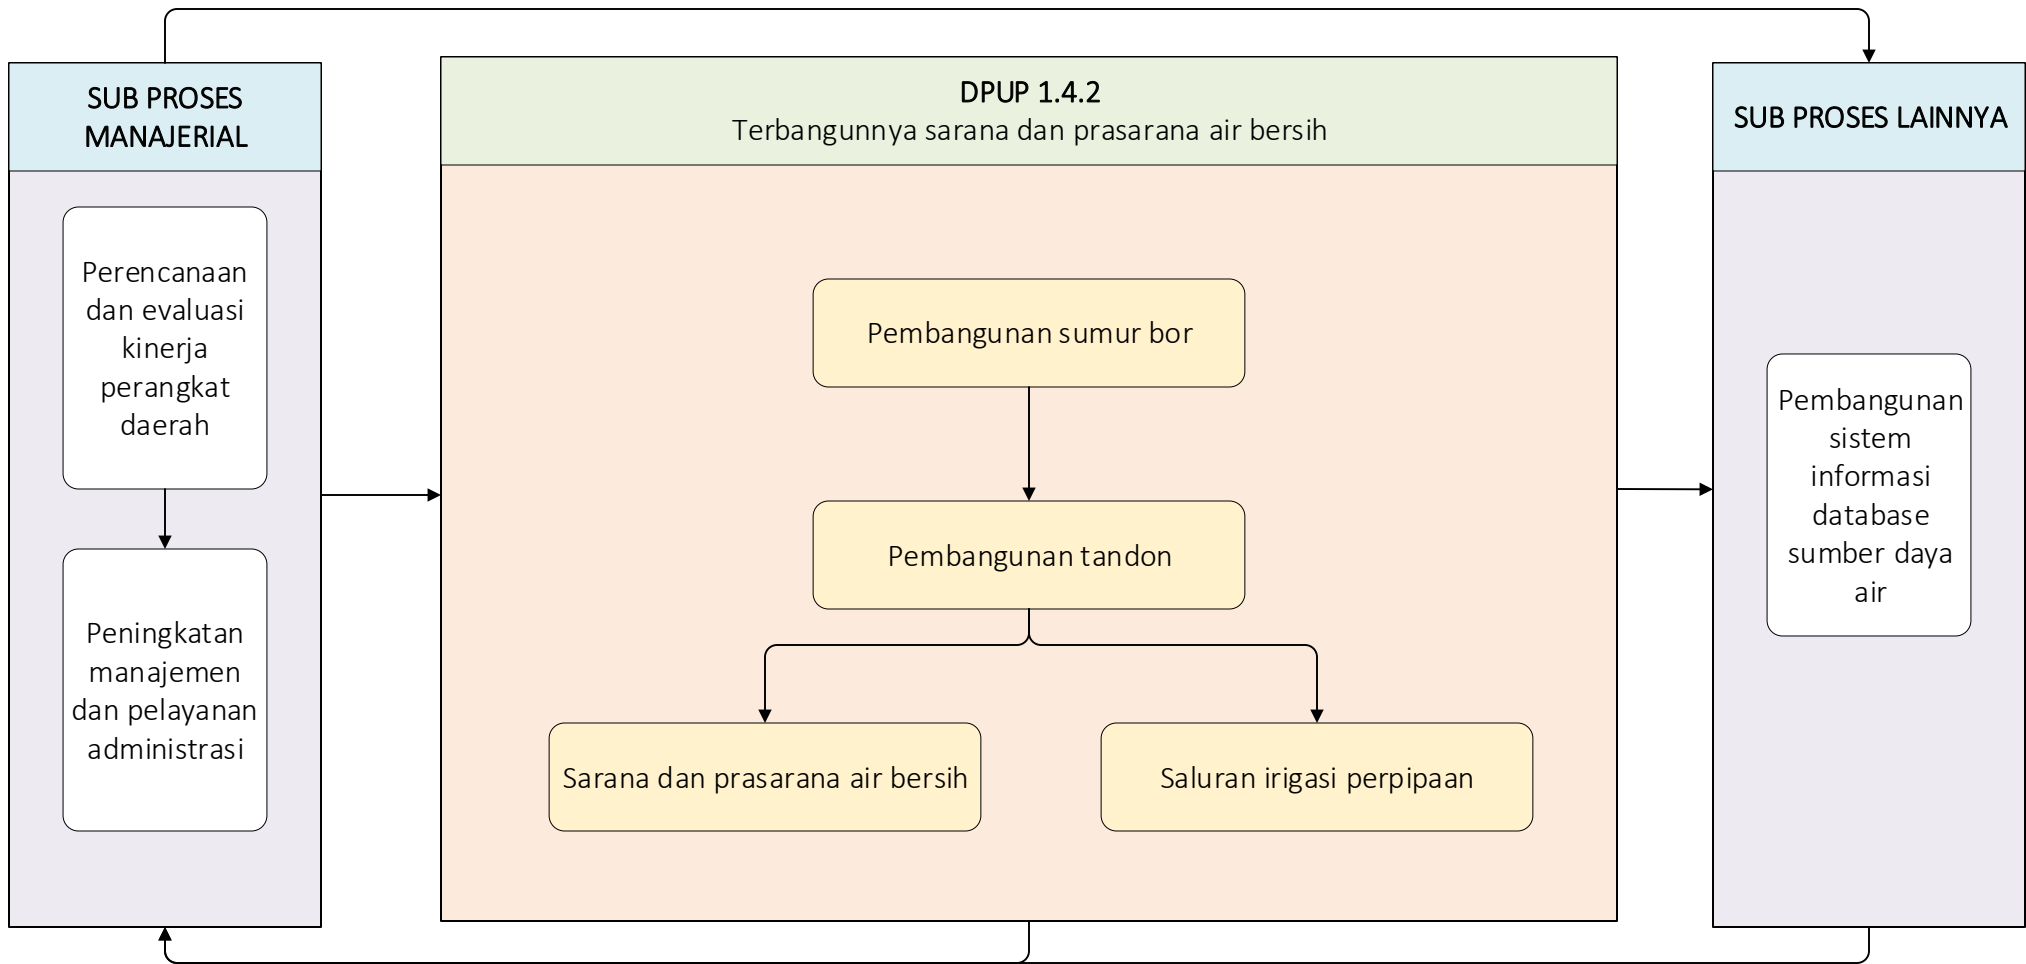 SUB PROSES
MANAJERIAL
Perencanaan
dan evaluasi
kinerja
perangkat
daerah
Peningkatan
manajemen
dan pelayanan
administrasi
DPUP 1.4.2
Terbangunnya sarana dan prasarana air bersih
Pembangunan sumur bor
Pembangunan tandon
Sarana dan prasarana air bersih
Saluran irigasi perpipaan
SUB PROSES LAINNYA
Pembangunan
sistem
informasi
database
sumber daya
air